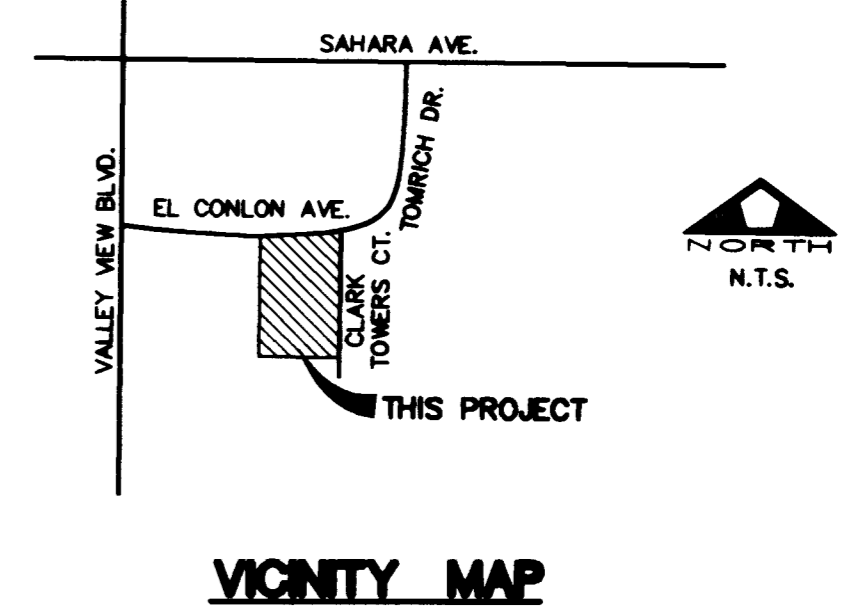 SAHARA AVE.
TOMRICH DR.
VALLEY VIEW BLVD.
EL CONLON AVE.
CLARK
TOWERS CT.
NORTH
N.T.S.
THIS PROJECT
VICINITY MAP